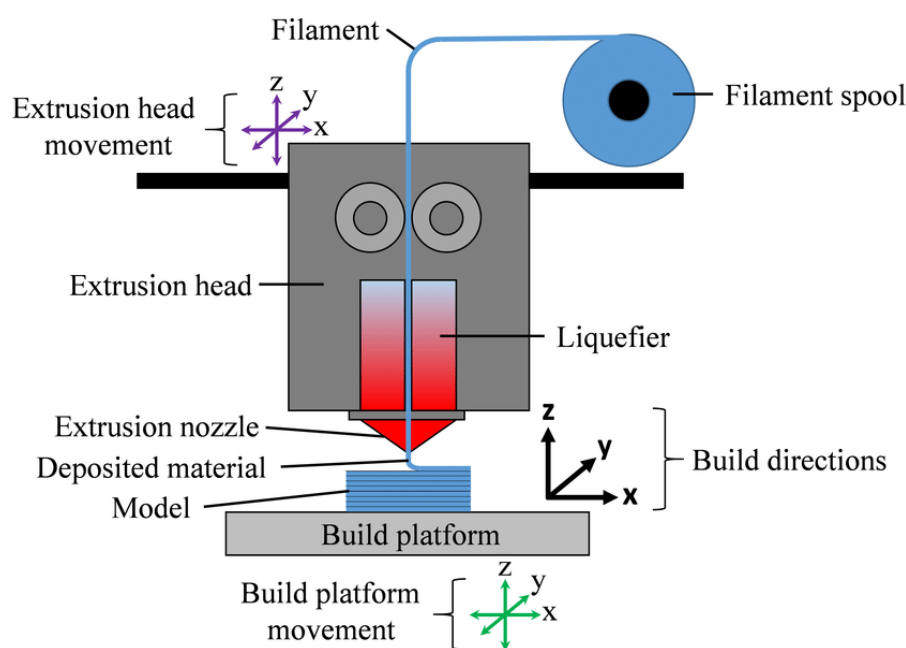 Filament
Filament spool
z
y
x
Extrusion head
movement
Extrusion head
Liquefier
Extrusion nozzle
Deposited material
Model
z
y
x
Build directions
Build platform
Build platform
movement
z
y
x